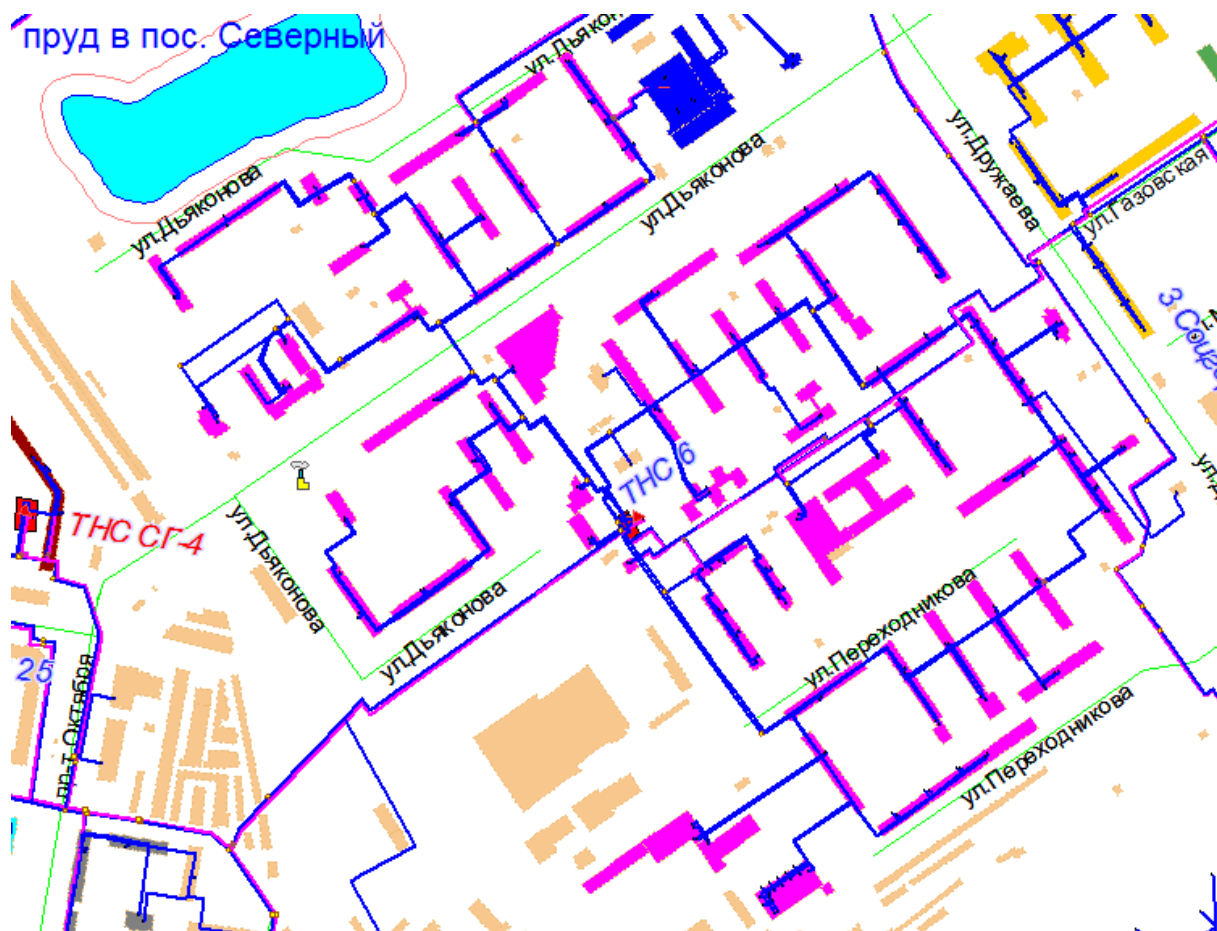 пруд в пос. Северный
ул.Дьяконова
ул.Дружаева
ул.Газовская
ул.Дьяконова
ул.Дьяконова
ТНС 6
ТНС СГ-4
ул.Дьяконова
ул.Дьяконова
ул.Переходникова
25
пр-т.Октября
ул.Переходникова